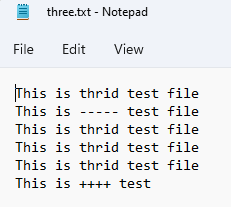 three.txt - Notepad
File Edit View
This is thrid test file
This is ----- test file
This is thrid test file
This is thrid test file
This is thrid test file
This is ++++ test